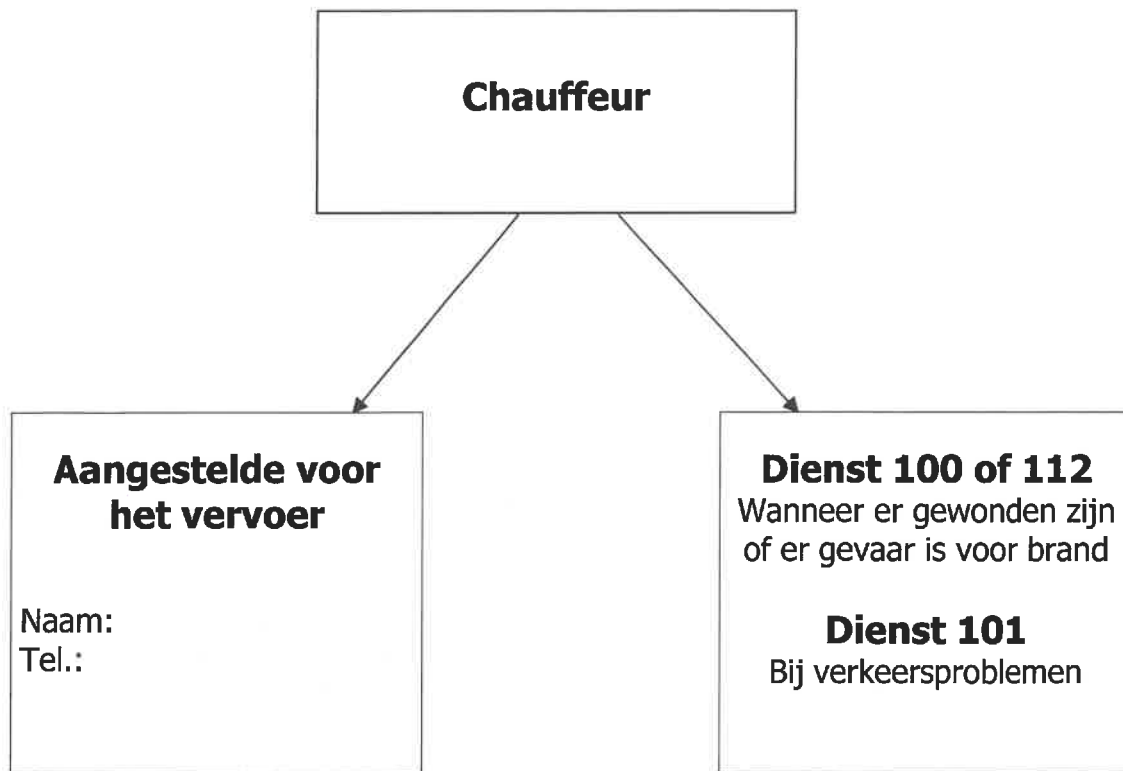 Chauffeur
Aangestelde voor
het vervoer
Naam:
Tel.:
Dienst 100 of 112
Wanneer er gewonden zijn
of er gevaar is voor brand
Dienst 101
Bij verkeersproblemen